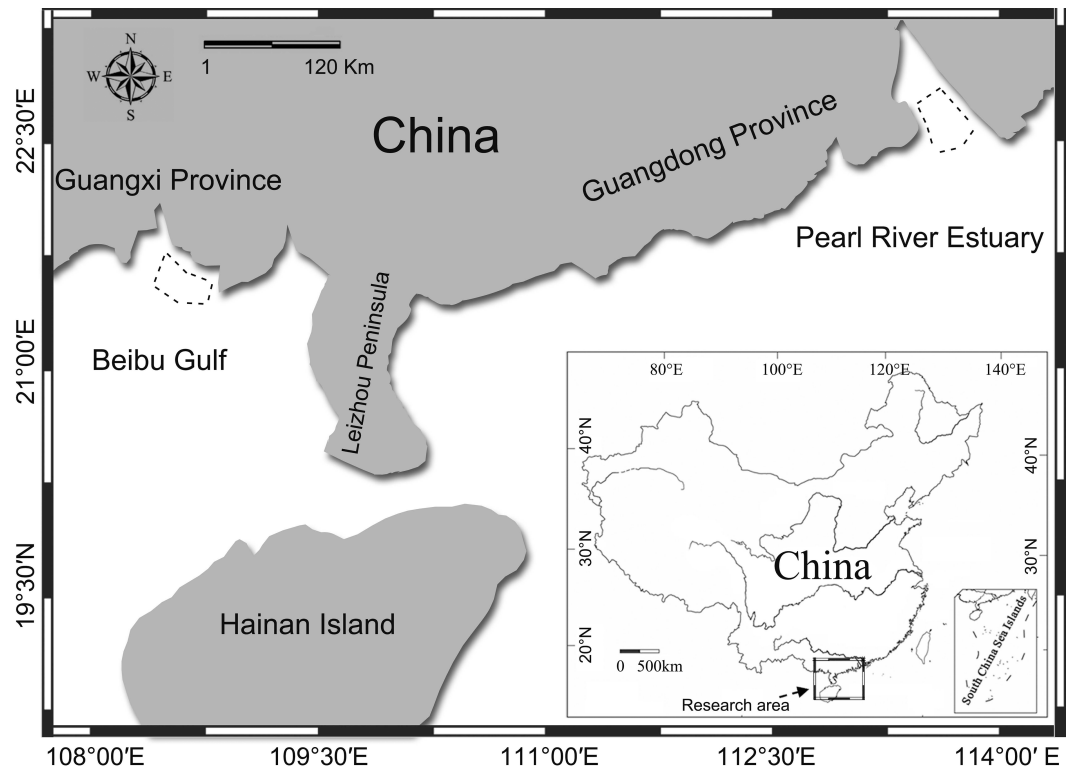 N
W E
S
1 120 Km
China
Guangxi Province
Guangdong Province
Pearl River Estuary
Beibu Gulf
Leizhou Peninsula
Hainan Island
22°30'E
21°00'E
19°30'N
108°00'E 109°30'E 111°00'E 112°30'E 114°00' E
80°E 100°E 120°E 140°E
40°N
30°N
20°N
40°N
30°N
China
0 500km
Research area
South China Sea Islands